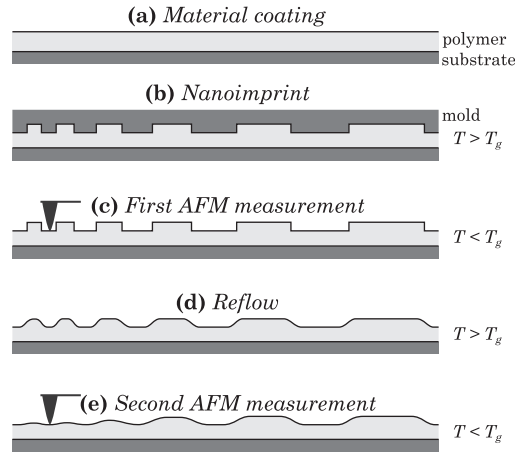 (a) Material coating
polymer
substrate
(b) Nanoimprint
mold
T > Tg
(c) First AFM measurement
T < Tg
(d) Reflow
T > Tg
(e) Second AFM measurement
T < Tg